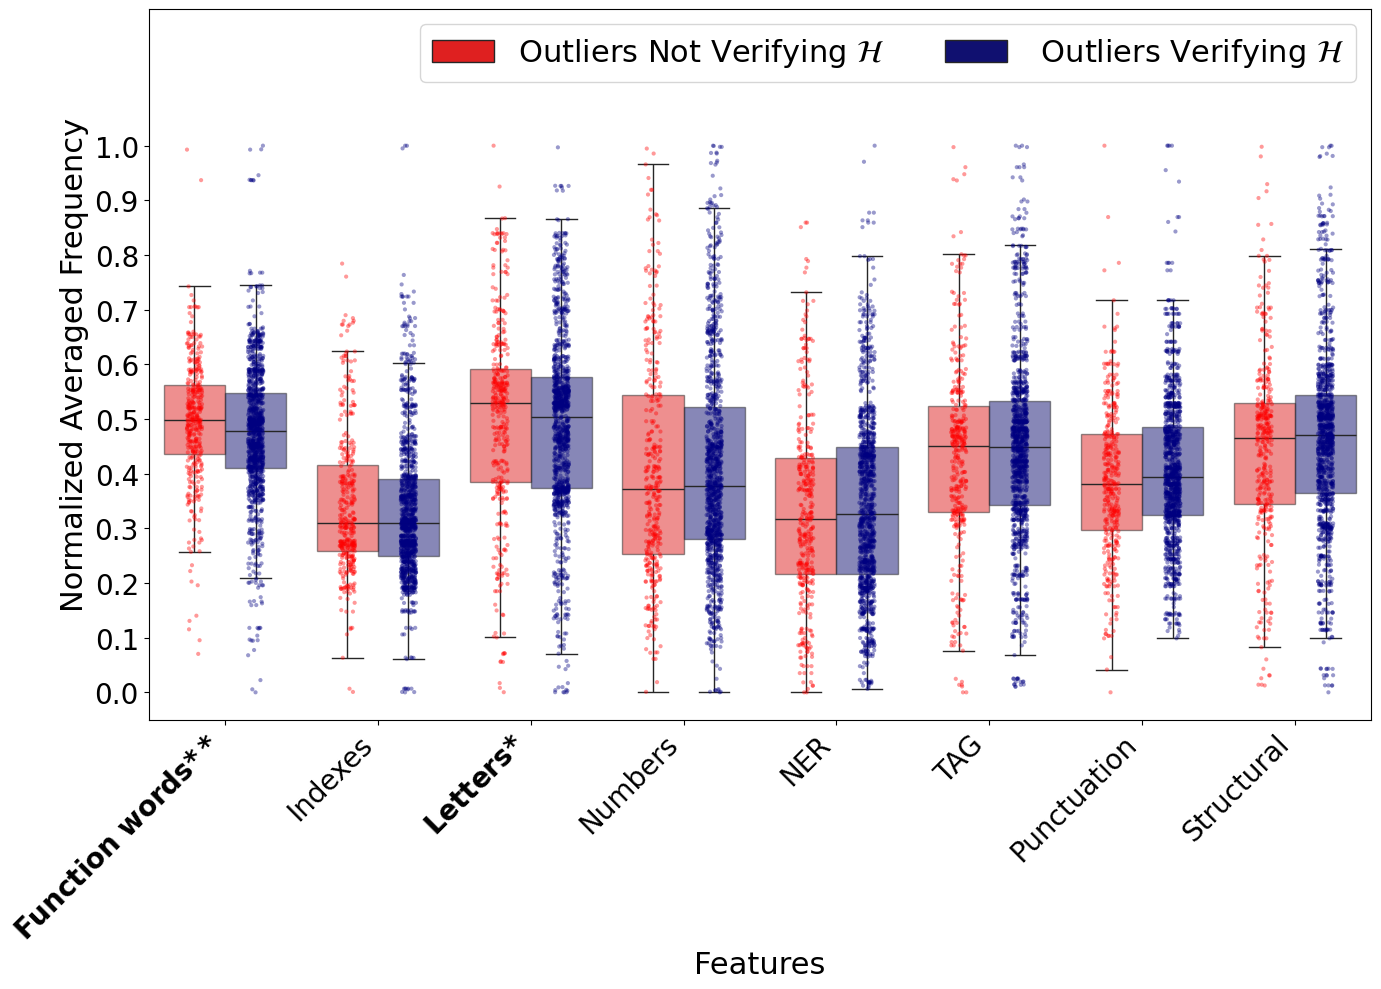 Outliers Not Verifying ℋ
Outliers Verifying ℋ
Normalized Averaged Frequency
1.0
0.9
0.8
0.7
0.6
0.5
0.4
0.3
0.2
0.1
0.0
Function words**
Indexes
Letters*
Numbers
NER
TAG
Punctuation
Structural
Features